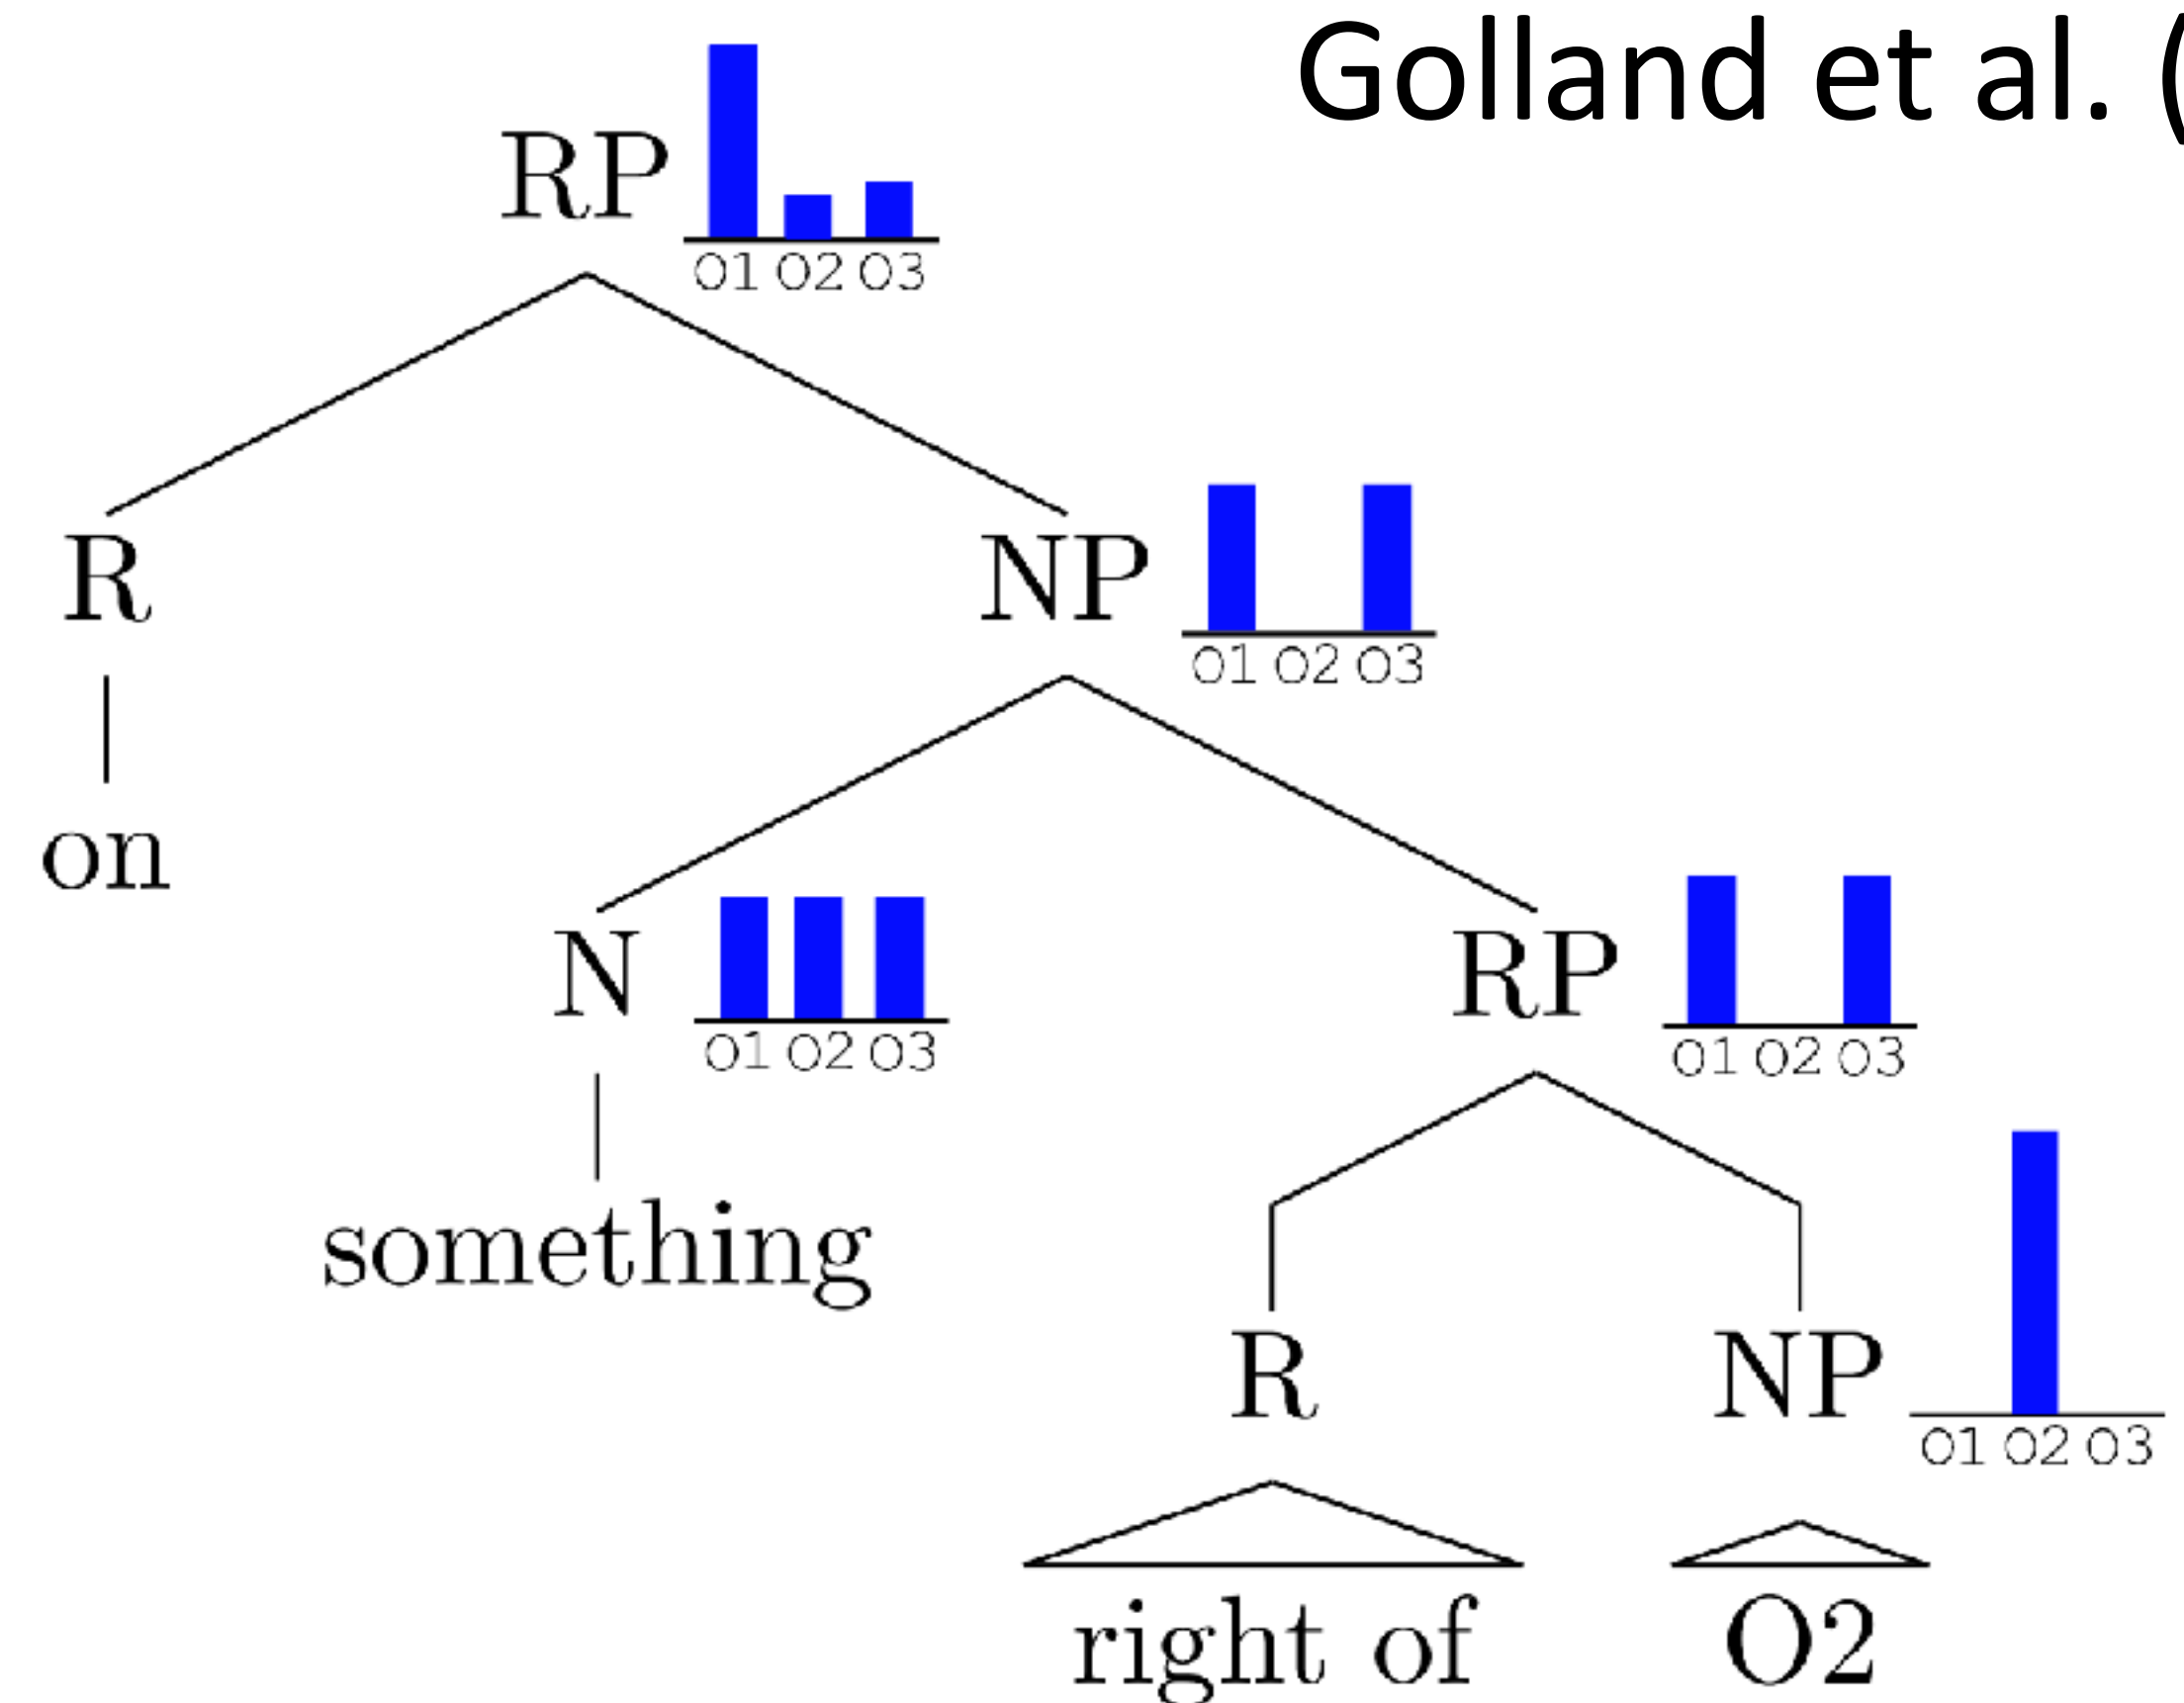 Golland et al. (
RP
O1 O2 O3
R
NP
O1 O2 O3
on
N
O1 O2 O3
RP
O1 O2 O3
something
R
NP
O1 O2 O3
right of
O2